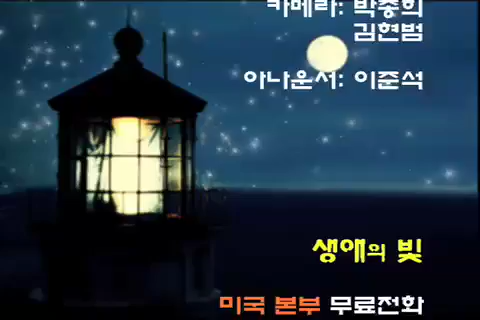 카메라: 박종희
김현범
아나운서: 이준석
생애의 빛
미국 본부 무료전화